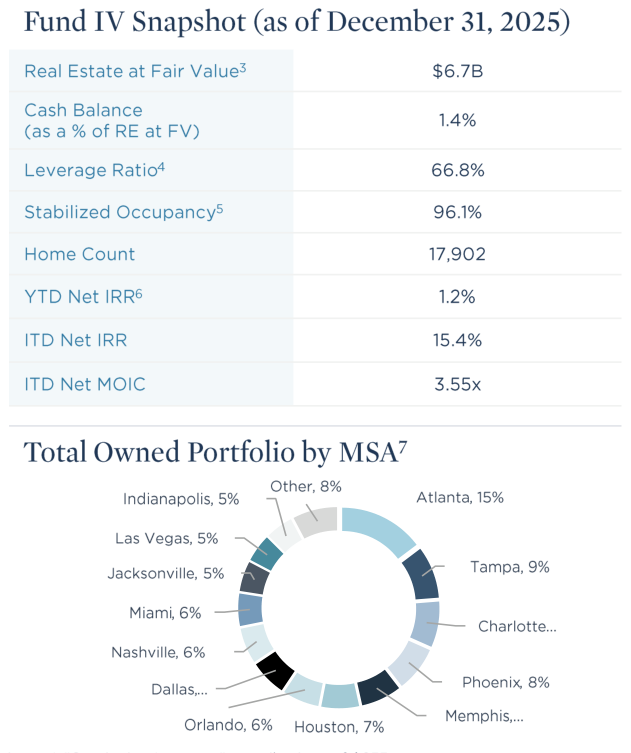 Fund IV Snapshot (as of December 31, 2025)
Real Estate at Fair Value³ $6.7B
Cash Balance
(as a % of RE at FV) 1.4%
Leverage Ratio⁴ 66.8%
Stabilized Occupancy⁵ 96.1%
Home Count 17,902
YTD Net IRR⁶ 1.2%
ITD Net IRR 15.4%
ITD Net MOIC 3.55x
Total Owned Portfolio by MSA⁷
Other, 8%
Indianapolis, 5%
Atlanta, 15%
Las Vegas, 5%
Tampa, 9%
Jacksonville, 5%
Miami, 6%
Charlotte...
Nashville, 6%
Phoenix, 8%
Dallas,...
Memphis,...
Orlando, 6%
Houston, 7%